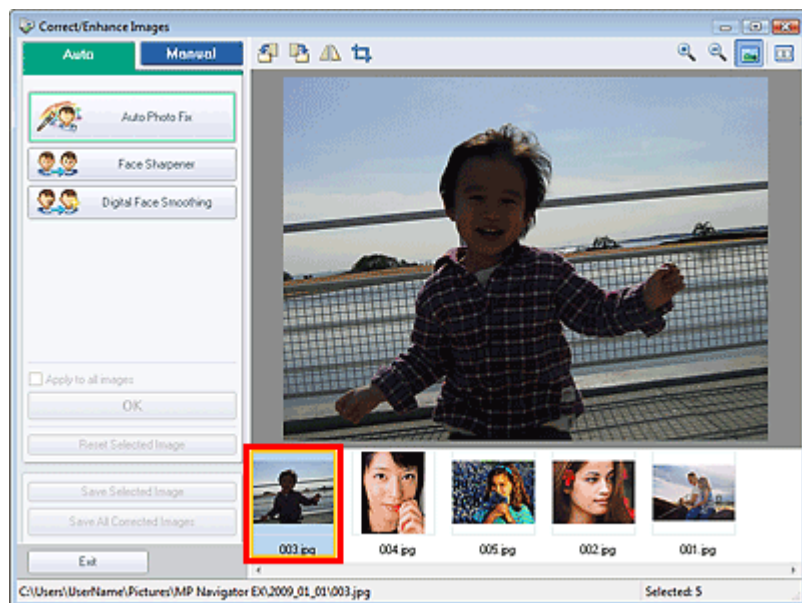 Correct/Enhance Images
Auto
Manual
Auto Photo Fix
Face Sharpener
Digital Face Smoothing
Apply to all images
OK
Reset Selected Image
Save Selected Image
Save All Corrected Images
Exit
003.jpg
004.jpg
005.jpg
002.jpg
001.jpg
C:\Users\UserName\Pictures\MP Navigator EX\2009_01_01\003.jpg
Selected: 5